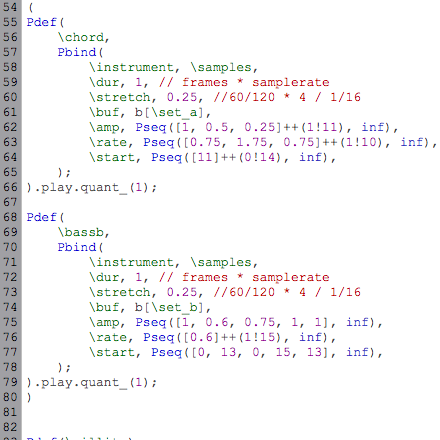 54 (
55 Pdef(
56 \chord,
57 Pbind(
58 \instrument, \samples,
59 \dur, 1, // frames * samplerate
60 \stretch, 0.25, //60/120 * 4 / 1/16
61 \buf, b[\set_a],
62 \amp, Pseq([1, 0.5, 0.25]++(1!11), inf),
63 \rate, Pseq([0.75, 1.75, 0.75]++(1!10), inf),
64 \start, Pseq([11]++(0!14), inf),
65 );
66 ).play.quant_(1);
67
68 Pdef(
69 \bassb,
70 Pbind(
71 \instrument, \samples,
72 \dur, 1, // frames * samplerate
73 \stretch, 0.25, //60/120 * 4 / 1/16
74 \buf, b[\set_b],
75 \amp, Pseq([1, 0.6, 0.75, 1, 1], inf),
76 \rate, Pseq([0.6]++(1!15), inf),
77 \start, Pseq([0, 13, 0, 15, 13], inf),
78 );
79 ).play.quant_(1);
80 )
81
82